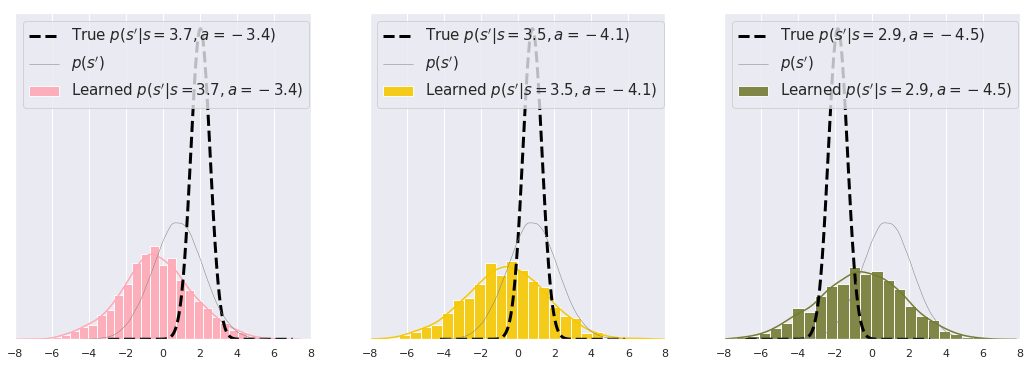 True p(s′|s = 3.7, a = −3.4)
p(s′)
Learned p(s′|s = 3.7, a = −3.4)
−8 −6 −4 −2 0 2 4 6 8
True p(s′|s = 3.5, a = −4.1)
p(s′)
Learned p(s′|s = 3.5, a = −4.1)
−8 −6 −4 −2 0 2 4 6 8
True p(s′|s = 2.9, a = −4.5)
p(s′)
Learned p(s′|s = 2.9, a = −4.5)
−8 −6 −4 −2 0 2 4 6 8